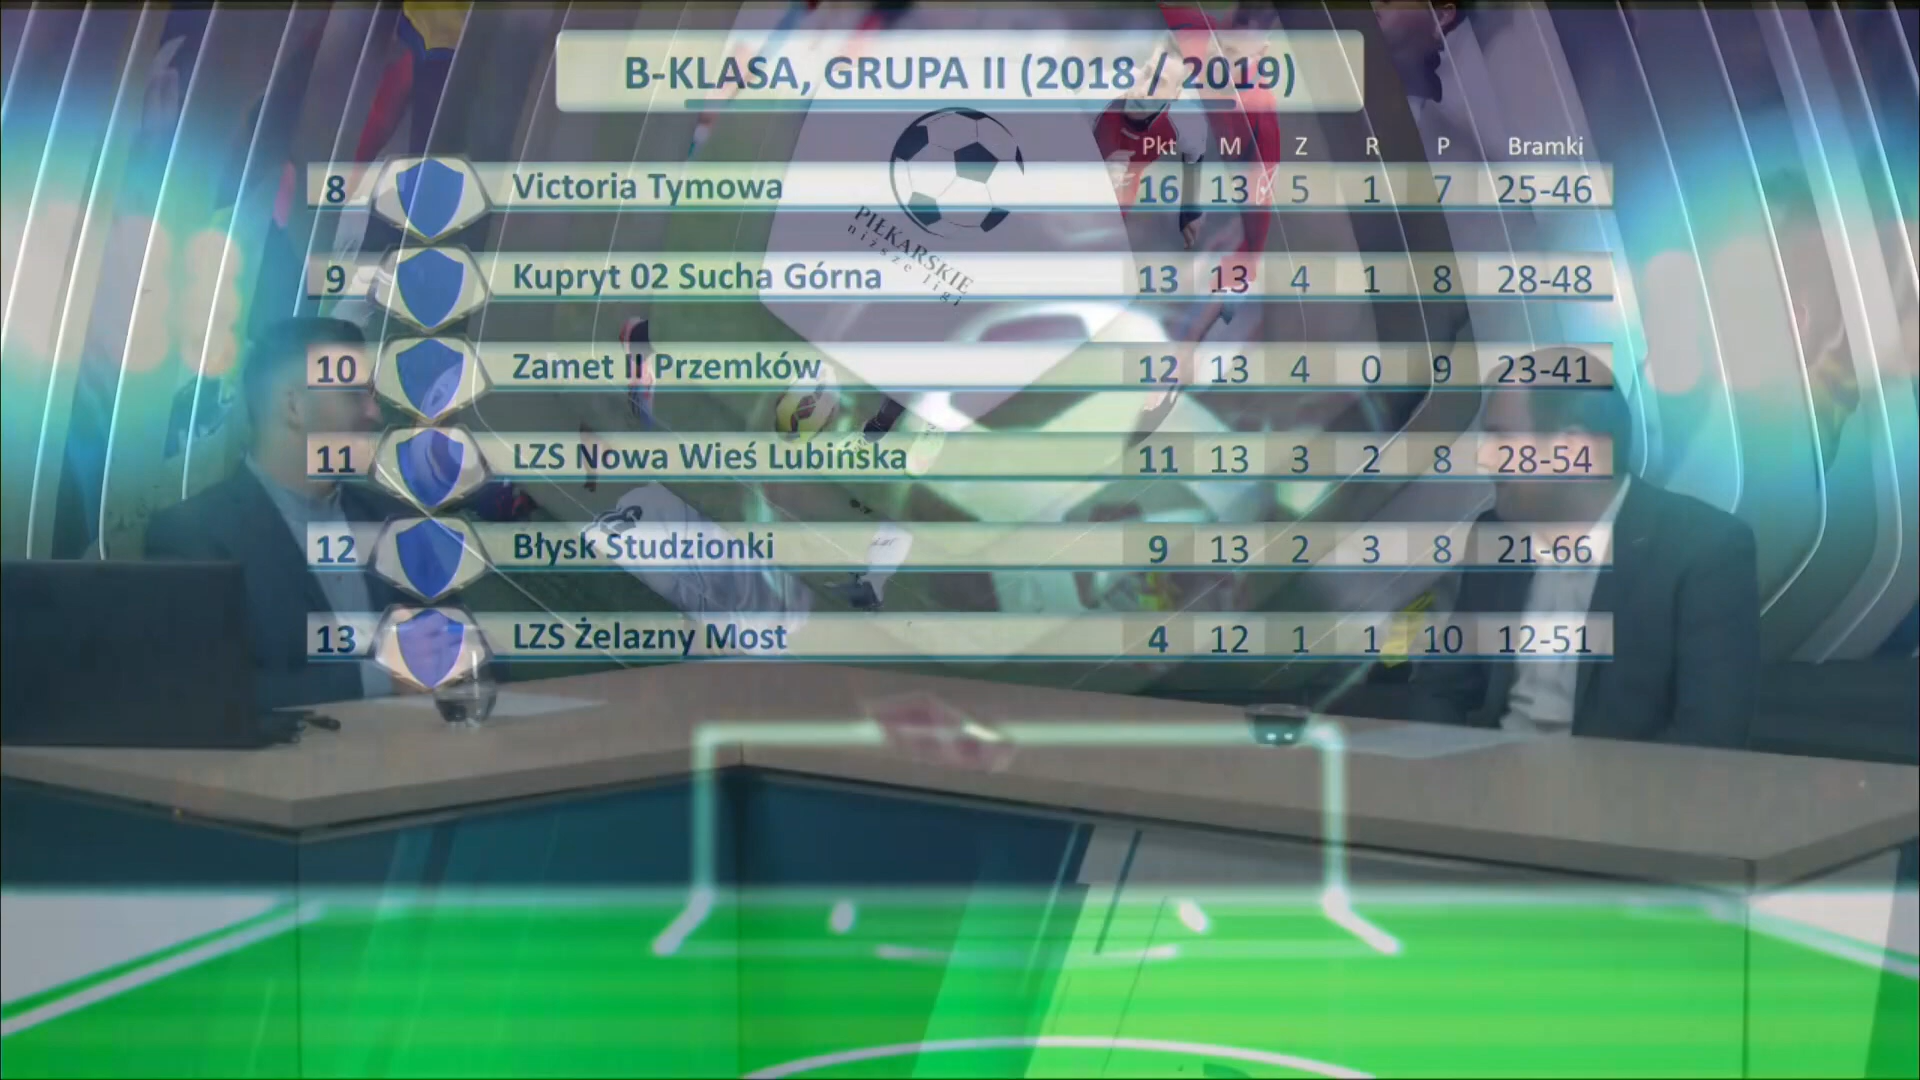 B-KLASA, GRUPA II (2018 / 2019)
Pkt M Z R P Bramki
8 Victoria Tymowa 16 13 5 1 7 25-46
PIŁKARSKIE
niższe ligi
9 Kupryt 02 Sucha Górna 13 13 4 1 8 28-48
10 Zamet II Przemków 12 13 4 0 9 23-41
11 LZS Nowa Wieś Lubińska 11 13 3 2 8 28-54
12 Błysk Studzionki 9 13 2 3 8 21-66
13 LZS Żelazny Most 4 12 1 1 10 12-51